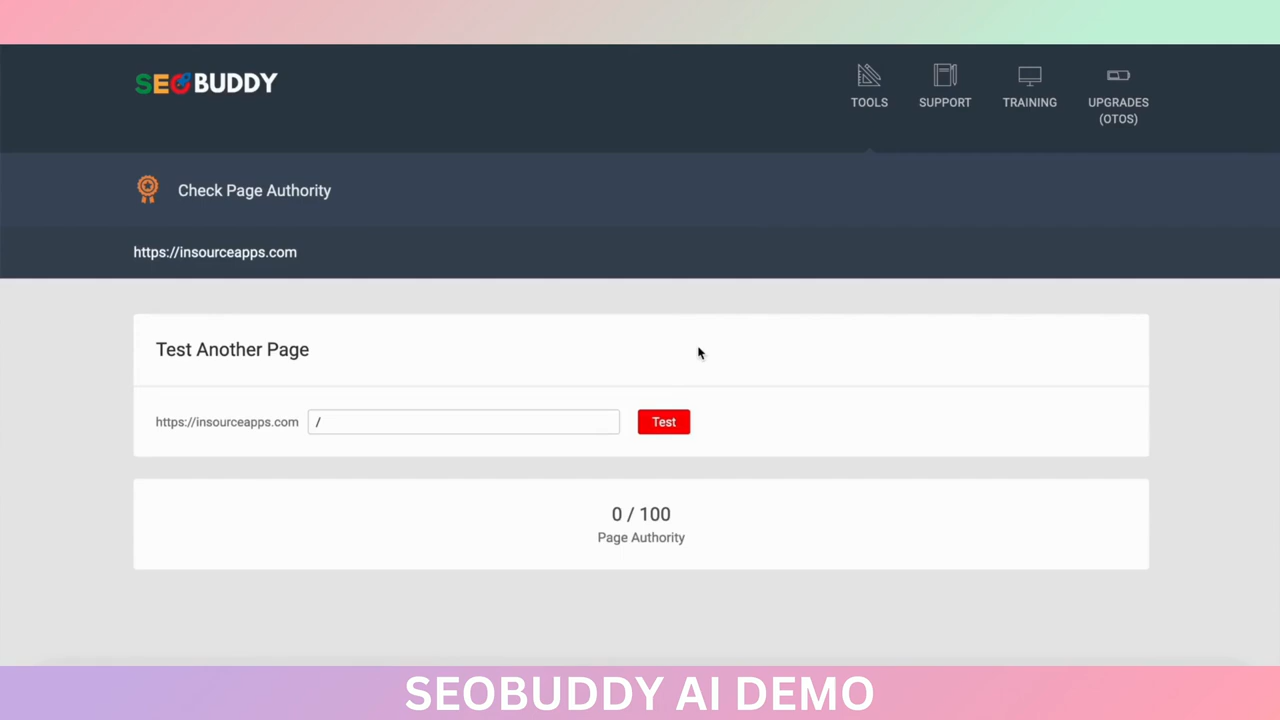 SEOBUDDY
TOOLS
SUPPORT
TRAINING
UPGRADES
(OTOS)
Check Page Authority
https://insourceapps.com
Test Another Page
https://insourceapps.com / Test
0 / 100
Page Authority
SEOBUDDY AI DEMO